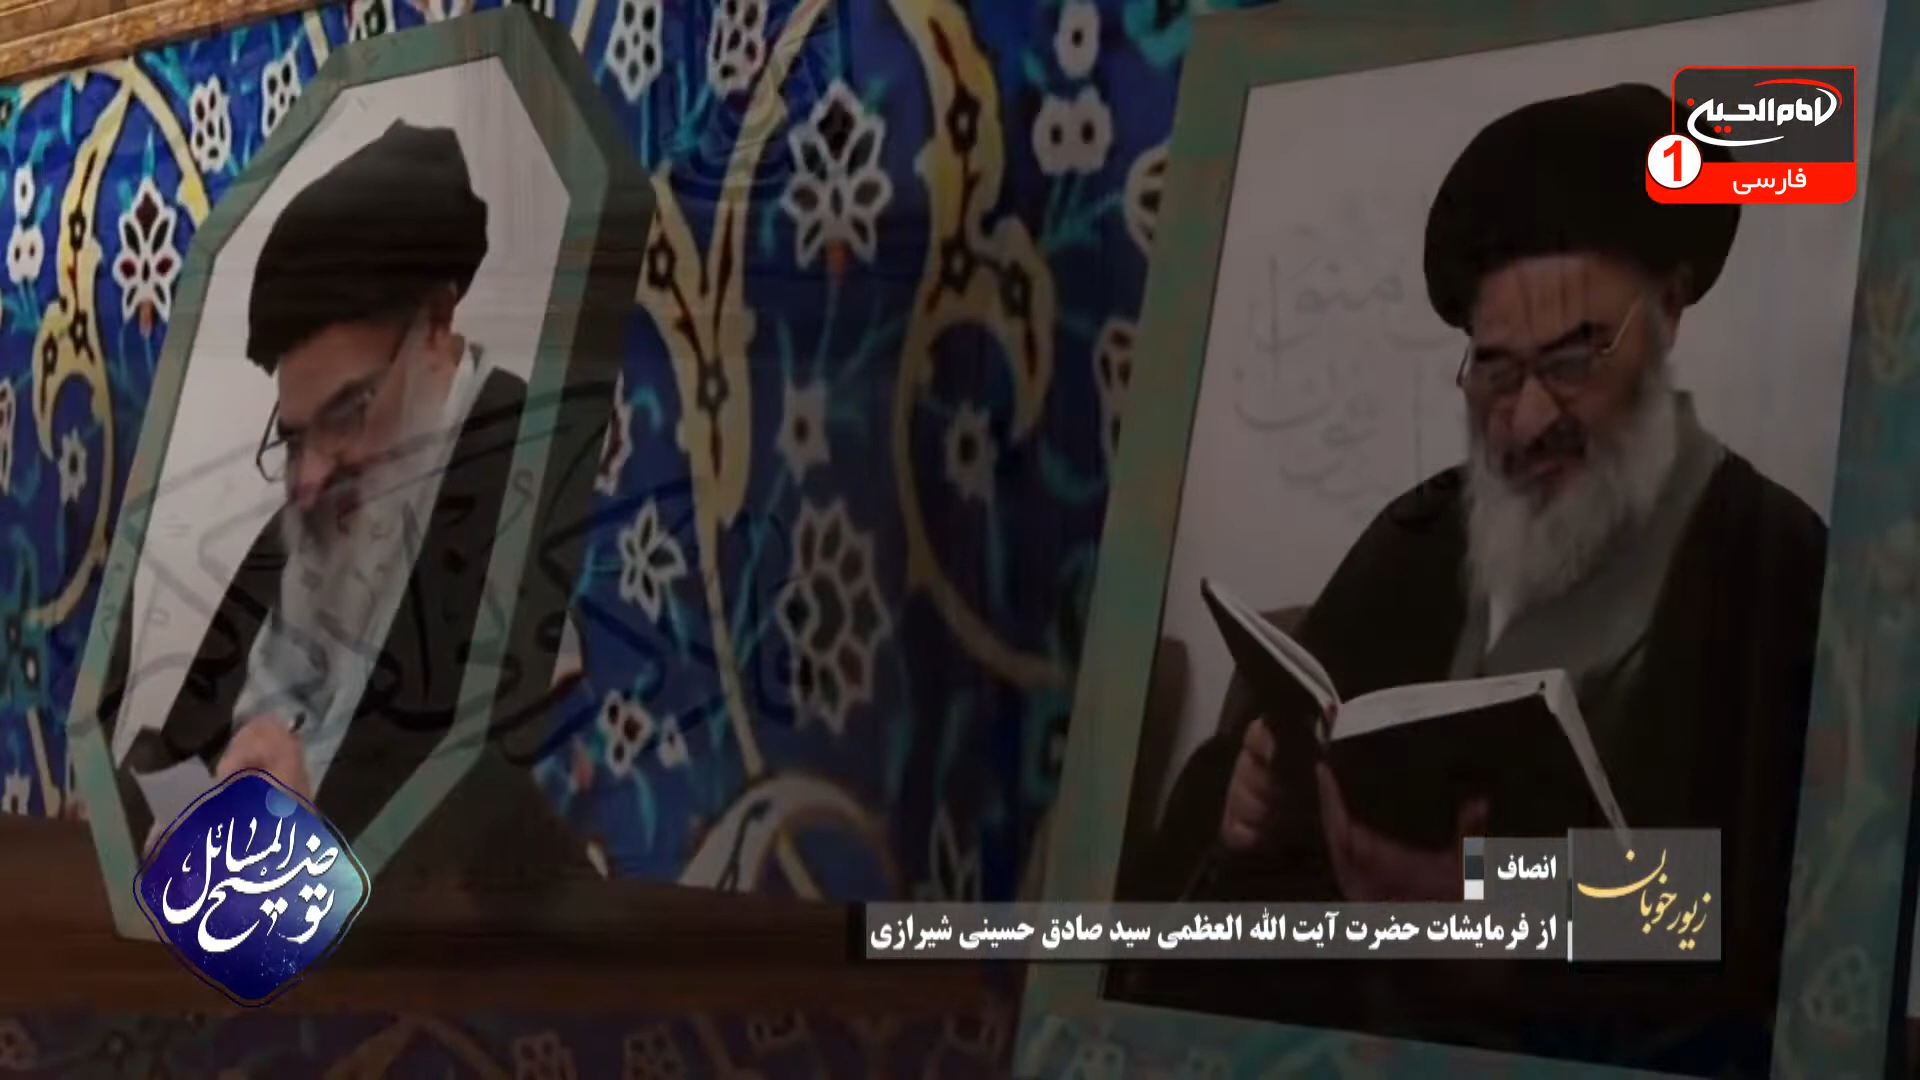 امام الحسین
1
فارسی
انصاف
زیور خوبان
از فرمایشات حضرت آیت الله العظمی سید صادق حسینی شیرازی
توضیح المسائل